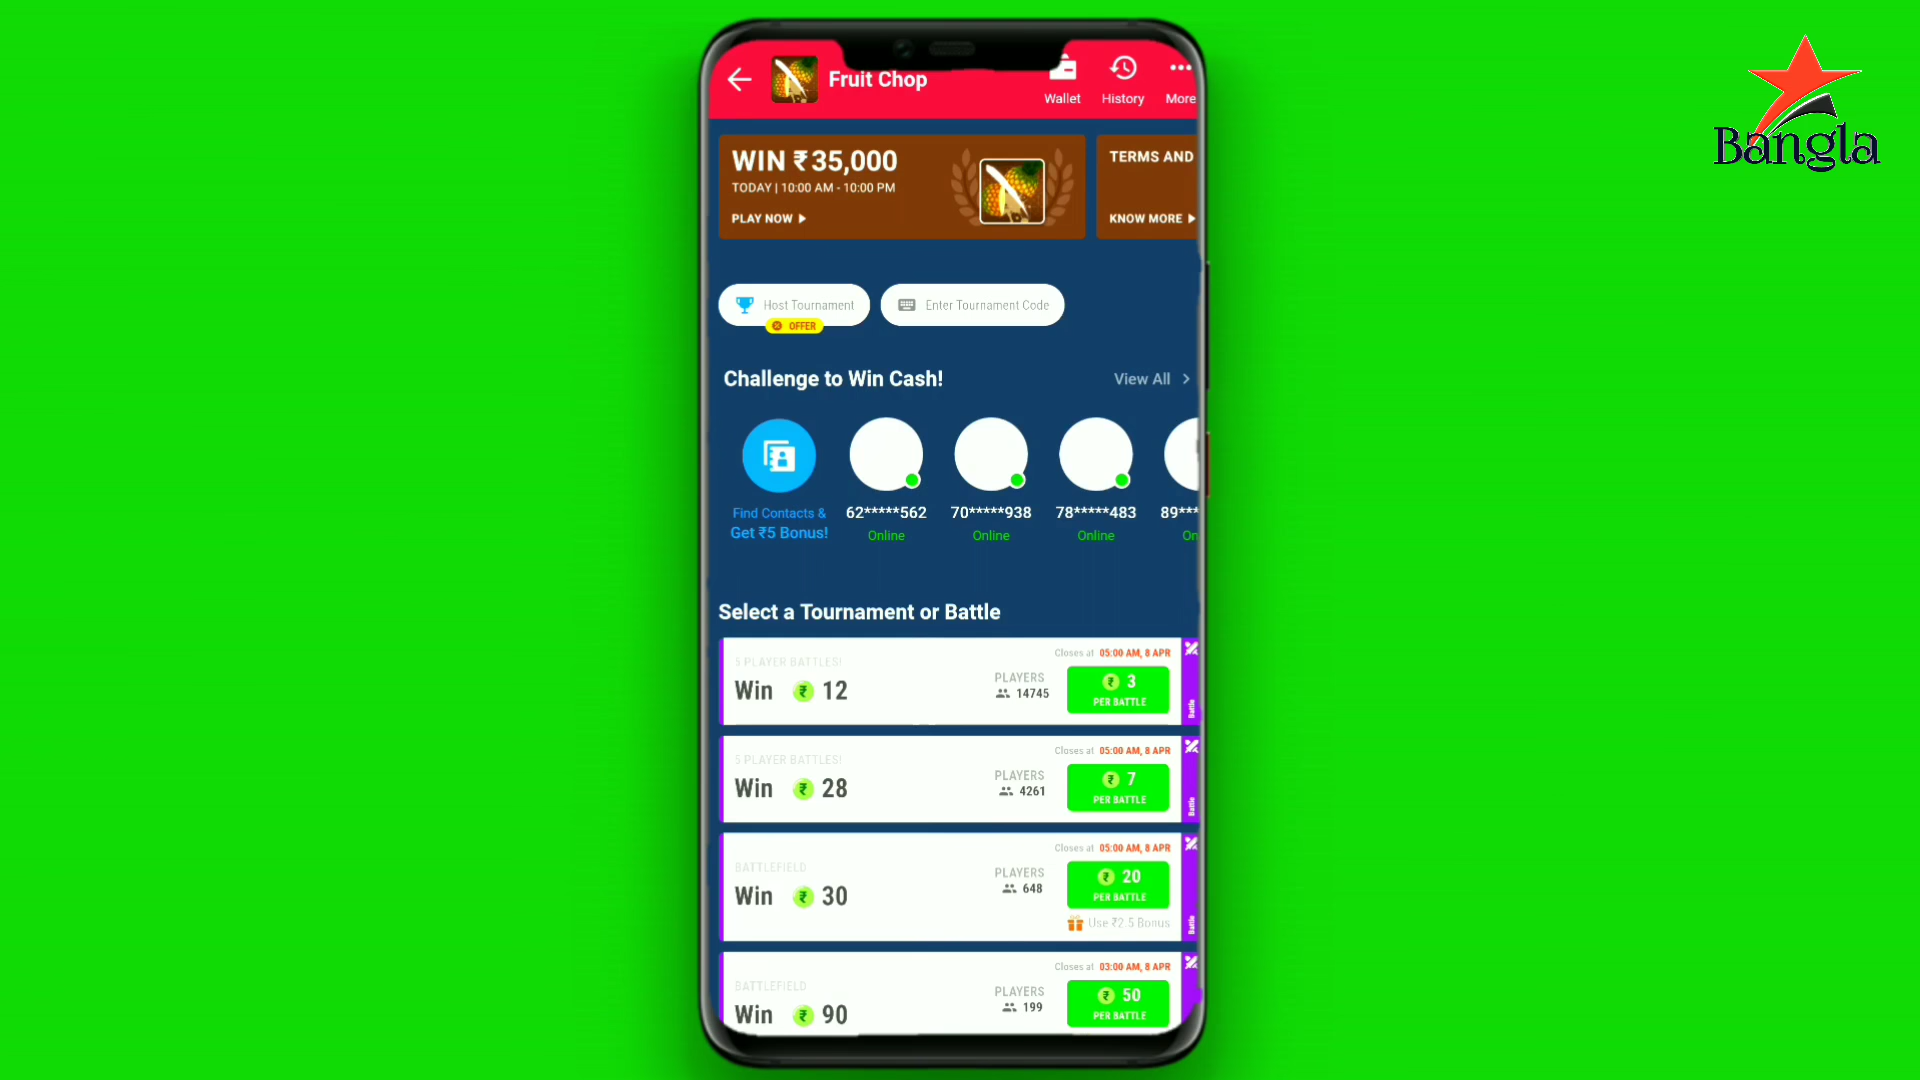 Fruit Chop
Wallet
History
More
WIN ₹35,000
TODAY | 10:00 AM - 10:00 PM
PLAY NOW
TERMS AND
KNOW MORE
Host Tournament
OFFER
Enter Tournament Code
Challenge to Win Cash!
View All
Find Contacts &
Get ₹5 Bonus!
62*****562
Online
70*****938
Online
78*****483
Online
89***
On
Select a Tournament or Battle
5 PLAYER BATTLES!
Win ₹ 12
PLAYERS
14745
Closes at 05:00 AM, 8 APR
₹ 3
PER BATTLE
Battle
5 PLAYER BATTLES!
Win ₹ 28
PLAYERS
4261
Closes at 05:00 AM, 8 APR
₹ 7
PER BATTLE
Battle
BATTLEFIELD
Win ₹ 30
PLAYERS
648
Closes at 05:00 AM, 8 APR
₹ 20
PER BATTLE
Use ₹2.5 Bonus
Battle
BATTLEFIELD
Win ₹ 90
PLAYERS
199
Closes at 03:00 AM, 8 APR
₹ 50
PER BATTLE
Bangla